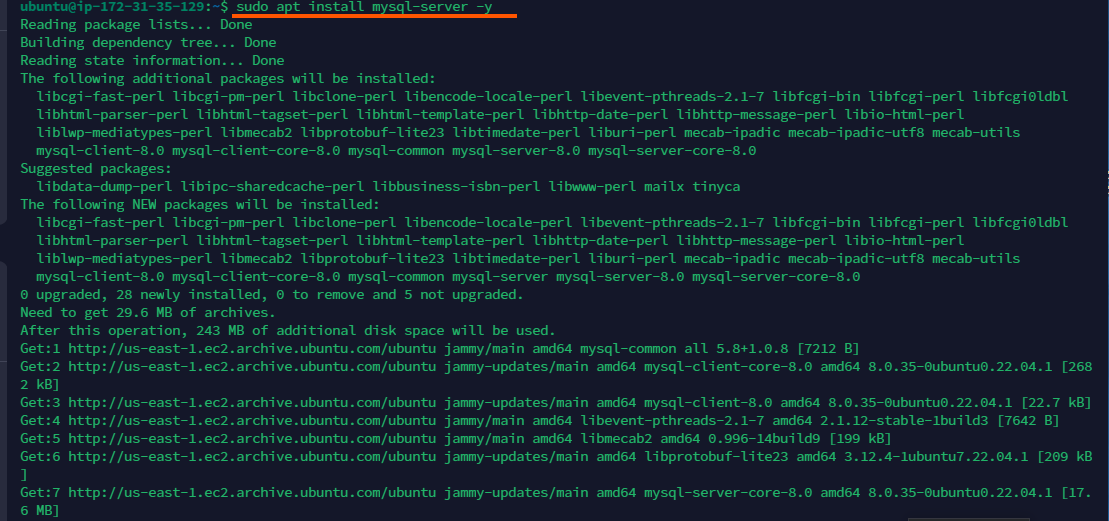 ubuntu@ip-172-31-35-129:~$ sudo apt install mysql-server -y
Reading package lists... Done
Building dependency tree... Done
Reading state information... Done
The following additional packages will be installed:
  libcgi-fast-perl libcgi-pm-perl libclone-perl libencode-locale-perl libevent-pthreads-2.1-7 libfcgi-bin libfcgi-perl libfcgi0ldbl
  libhtml-parser-perl libhtml-tagset-perl libhtml-template-perl libhttp-date-perl libhttp-message-perl libio-html-perl
  liblwp-mediatypes-perl libmecab2 libprotobuf-lite23 libtimedate-perl liburi-perl mecab-ipadic mecab-ipadic-utf8 mecab-utils
  mysql-client-8.0 mysql-client-core-8.0 mysql-common mysql-server-8.0 mysql-server-core-8.0
Suggested packages:
  libdata-dump-perl libipc-sharedcache-perl libbusiness-isbn-perl libwww-perl mailx tinyca
The following NEW packages will be installed:
  libcgi-fast-perl libcgi-pm-perl libclone-perl libencode-locale-perl libevent-pthreads-2.1-7 libfcgi-bin libfcgi-perl libfcgi0ldbl
  libhtml-parser-perl libhtml-tagset-perl libhtml-template-perl libhttp-date-perl libhttp-message-perl libio-html-perl
  liblwp-mediatypes-perl libmecab2 libprotobuf-lite23 libtimedate-perl liburi-perl mecab-ipadic mecab-ipadic-utf8 mecab-utils
  mysql-client-8.0 mysql-client-core-8.0 mysql-common mysql-server mysql-server-8.0 mysql-server-core-8.0
0 upgraded, 28 newly installed, 0 to remove and 5 not upgraded.
Need to get 29.6 MB of archives.
After this operation, 243 MB of additional disk space will be used.
Get:1 http://us-east-1.ec2.archive.ubuntu.com/ubuntu jammy/main amd64 mysql-common all 5.8+1.0.8 [7212 B]
Get:2 http://us-east-1.ec2.archive.ubuntu.com/ubuntu jammy-updates/main amd64 mysql-client-core-8.0 amd64 8.0.35-0ubuntu0.22.04.1 [268
2 kB]
Get:3 http://us-east-1.ec2.archive.ubuntu.com/ubuntu jammy-updates/main amd64 mysql-client-8.0 amd64 8.0.35-0ubuntu0.22.04.1 [22.7 kB]
Get:4 http://us-east-1.ec2.archive.ubuntu.com/ubuntu jammy/main amd64 libevent-pthreads-2.1-7 amd64 2.1.12-stable-1build3 [7642 B]
Get:5 http://us-east-1.ec2.archive.ubuntu.com/ubuntu jammy/main amd64 libmecab2 amd64 0.996-14build9 [199 kB]
Get:6 http://us-east-1.ec2.archive.ubuntu.com/ubuntu jammy-updates/main amd64 libprotobuf-lite23 amd64 3.12.4-1ubuntu7.22.04.1 [209 kB
]
Get:7 http://us-east-1.ec2.archive.ubuntu.com/ubuntu jammy-updates/main amd64 mysql-server-core-8.0 amd64 8.0.35-0ubuntu0.22.04.1 [17.
6 MB]